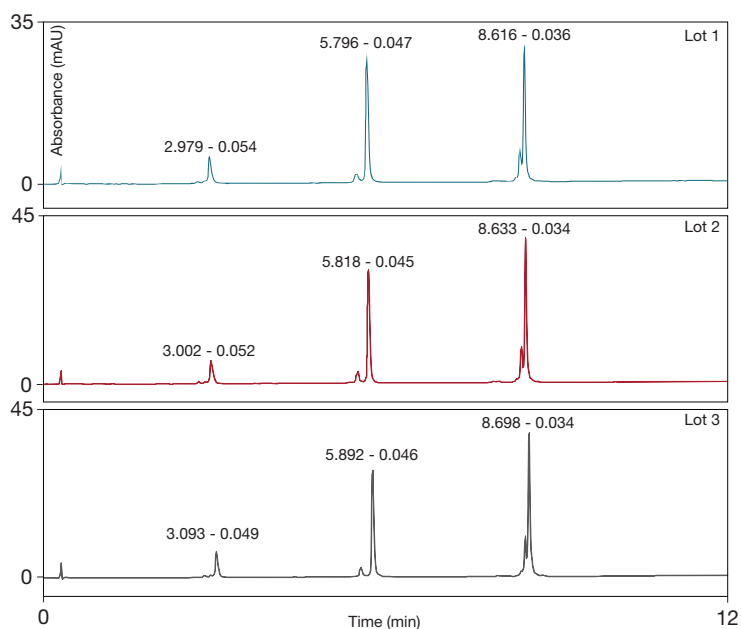 35
Absorbance (mAU)
0
2.979 - 0.054
5.796 - 0.047
8.616 - 0.036
Lot 1
45
0
3.002 - 0.052
5.818 - 0.045
8.633 - 0.034
Lot 2
45
0
3.093 - 0.049
5.892 - 0.046
8.698 - 0.034
Lot 3
0
Time (min)
12